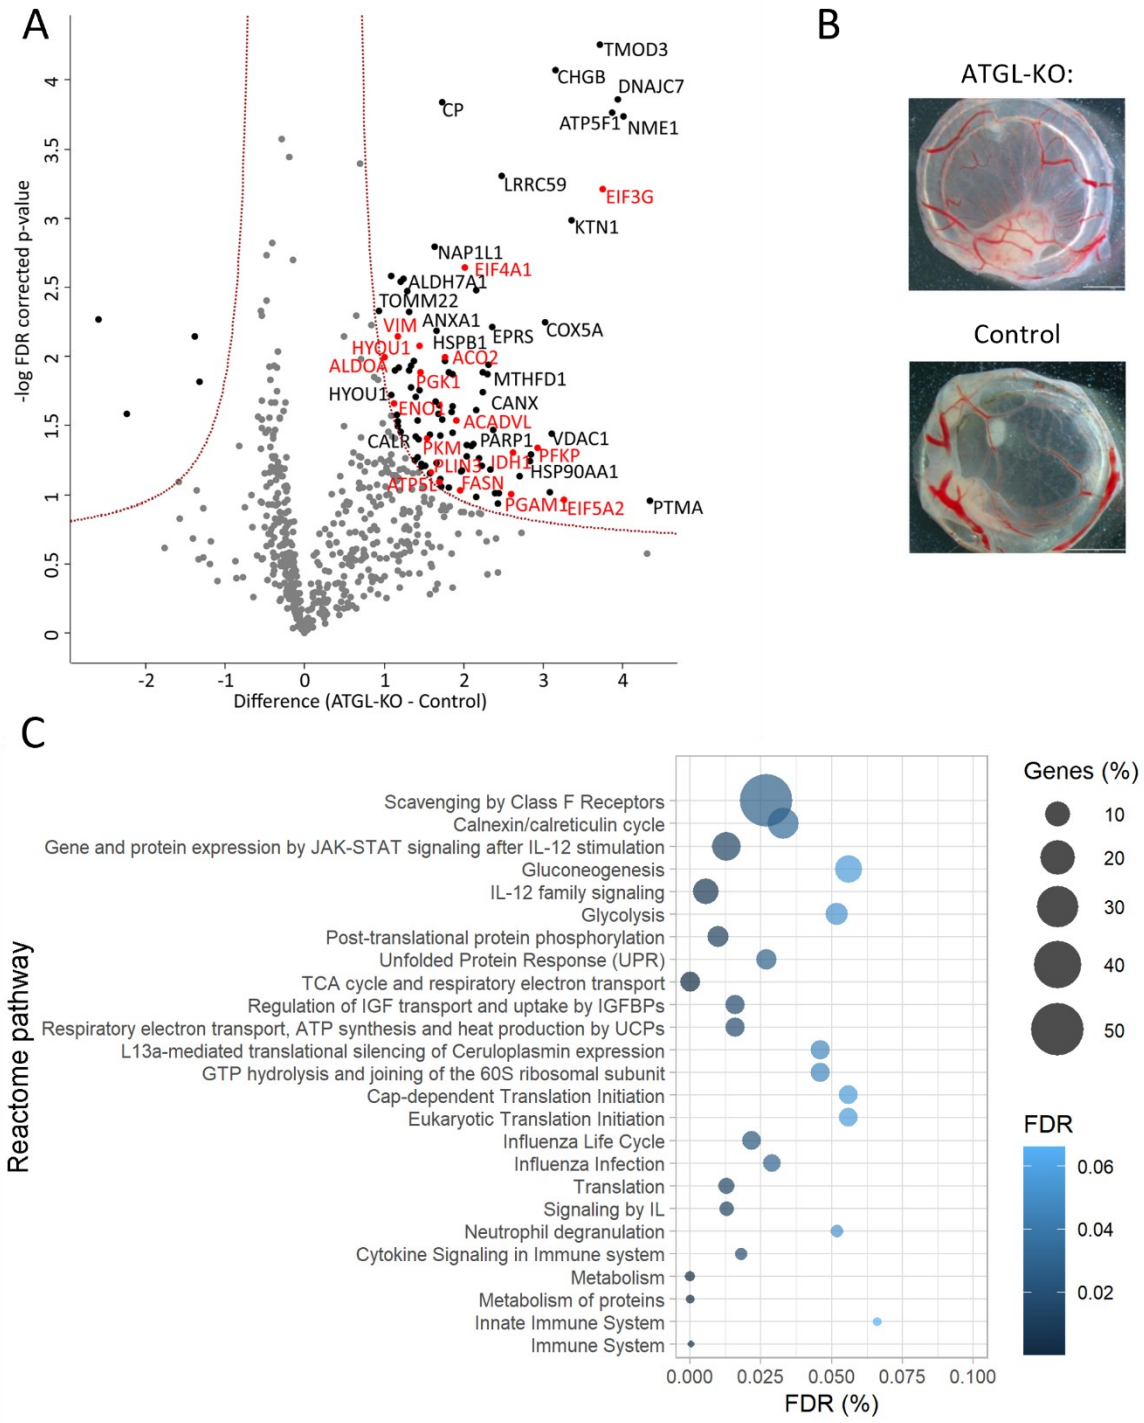 A
B
TMOD3
CHGB
DNAJC7
CP
ATP5F1
NME1
LRRC59
EIF3G
KTN1
NAP1L1
EIF4A1
ALDH7A1
TOMM22
VIM
ANXA1
EPRS
COX5A
HYOU1
HSPB1
ALDOA
ACO2
PGK1
MTHFD1
HYOU1
ENO1
CANX
ACADVL
CALR
PKM
PARP1
VDAC1
PLIN3
IDH1
PFKP
HSP90AA1
ATP5L
FASN
PGAM1
EIF5A2
PTMA
-log FDR corrected p-value
4
3.5
3
2.5
2
1.5
1
0.5
0
-2
-1
0
1
2
3
4
Difference (ATGL-KO - Control)
ATGL-KO:
Control
C
Reactome pathway
Scavenging by Class F Receptors
Calnexin/calreticulin cycle
Gene and protein expression by JAK-STAT signaling after IL-12 stimulation
Gluconeogenesis
IL-12 family signaling
Glycolysis
Post-translational protein phosphorylation
Unfolded Protein Response (UPR)
TCA cycle and respiratory electron transport
Regulation of IGF transport and uptake by IGFBPs
Respiratory electron transport, ATP synthesis and heat production by UCPs
L13a-mediated translational silencing of Ceruloplasmin expression
GTP hydrolysis and joining of the 60S ribosomal subunit
Cap-dependent Translation Initiation
Eukaryotic Translation Initiation
Influenza Life Cycle
Influenza Infection
Translation
Signaling by IL
Neutrophil degranulation
Cytokine Signaling in Immune system
Metabolism
Metabolism of proteins
Innate Immune System
Immune System
0.000
0.025
0.050
0.075
0.100
FDR (%)
Genes (%)
10
20
30
40
50
FDR
0.06
0.04
0.02